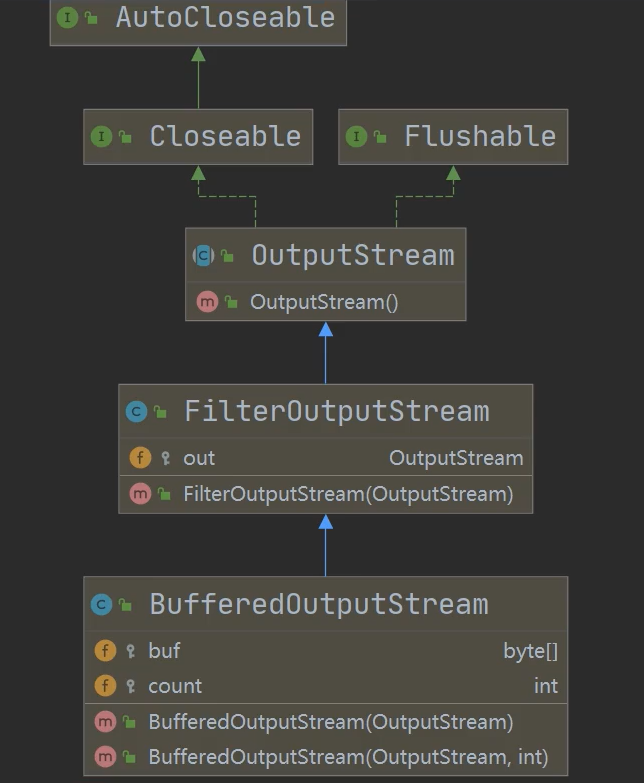 I AutoCloseable
I Closeable
I Flushable
C OutputStream
m OutputStream()
C FilterOutputStream
f out OutputStream
m FilterOutputStream(OutputStream)
C BufferedOutputStream
f buf byte[]
f count int
m BufferedOutputStream(OutputStream)
m BufferedOutputStream(OutputStream, int)